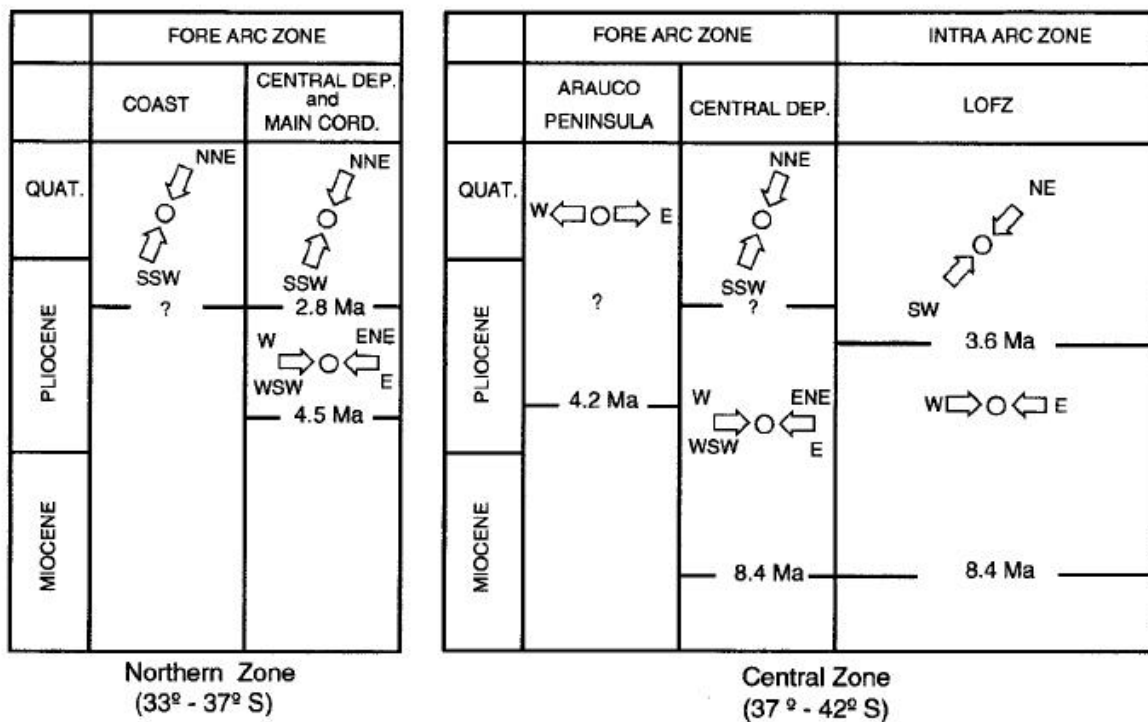 FORE ARC ZONE
COAST
CENTRAL DEP.
and
MAIN CORD.
QUAT.
PLIOCENE
MIOCENE
NNE
SSW
?
NNE
SSW
2.8 Ma
W
ENE
WSW
E
4.5 Ma
Northern Zone
(33º - 37º S)
FORE ARC ZONE
INTRA ARC ZONE
ARAUCO
PENINSULA
CENTRAL DEP.
LOFZ
QUAT.
PLIOCENE
MIOCENE
W
E
?
4.2 Ma
NNE
SSW
?
W
ENE
WSW
E
8.4 Ma
NE
SW
3.6 Ma
W
E
8.4 Ma
Central Zone
(37 º - 42º S)